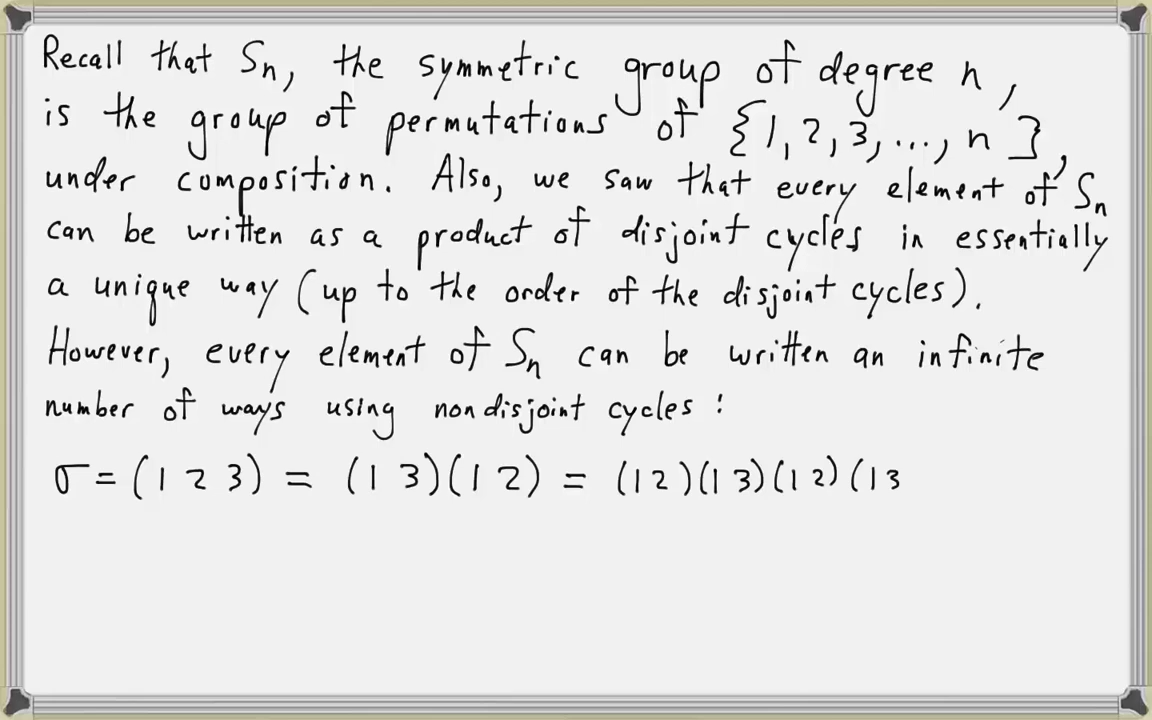 Recall that Sn, the symmetric group of degree n,
is the group of permutations of {1, 2, 3, ..., n},
under composition. Also, we saw that every element of Sn
can be written as a product of disjoint cycles in essentially
a unique way (up to the order of the disjoint cycles).
However, every element of Sn can be written an infinite
number of ways using nondisjoint cycles:
σ = (1 2 3) = (1 3)(1 2) = (1 2)(1 3)(1 2)(1 3